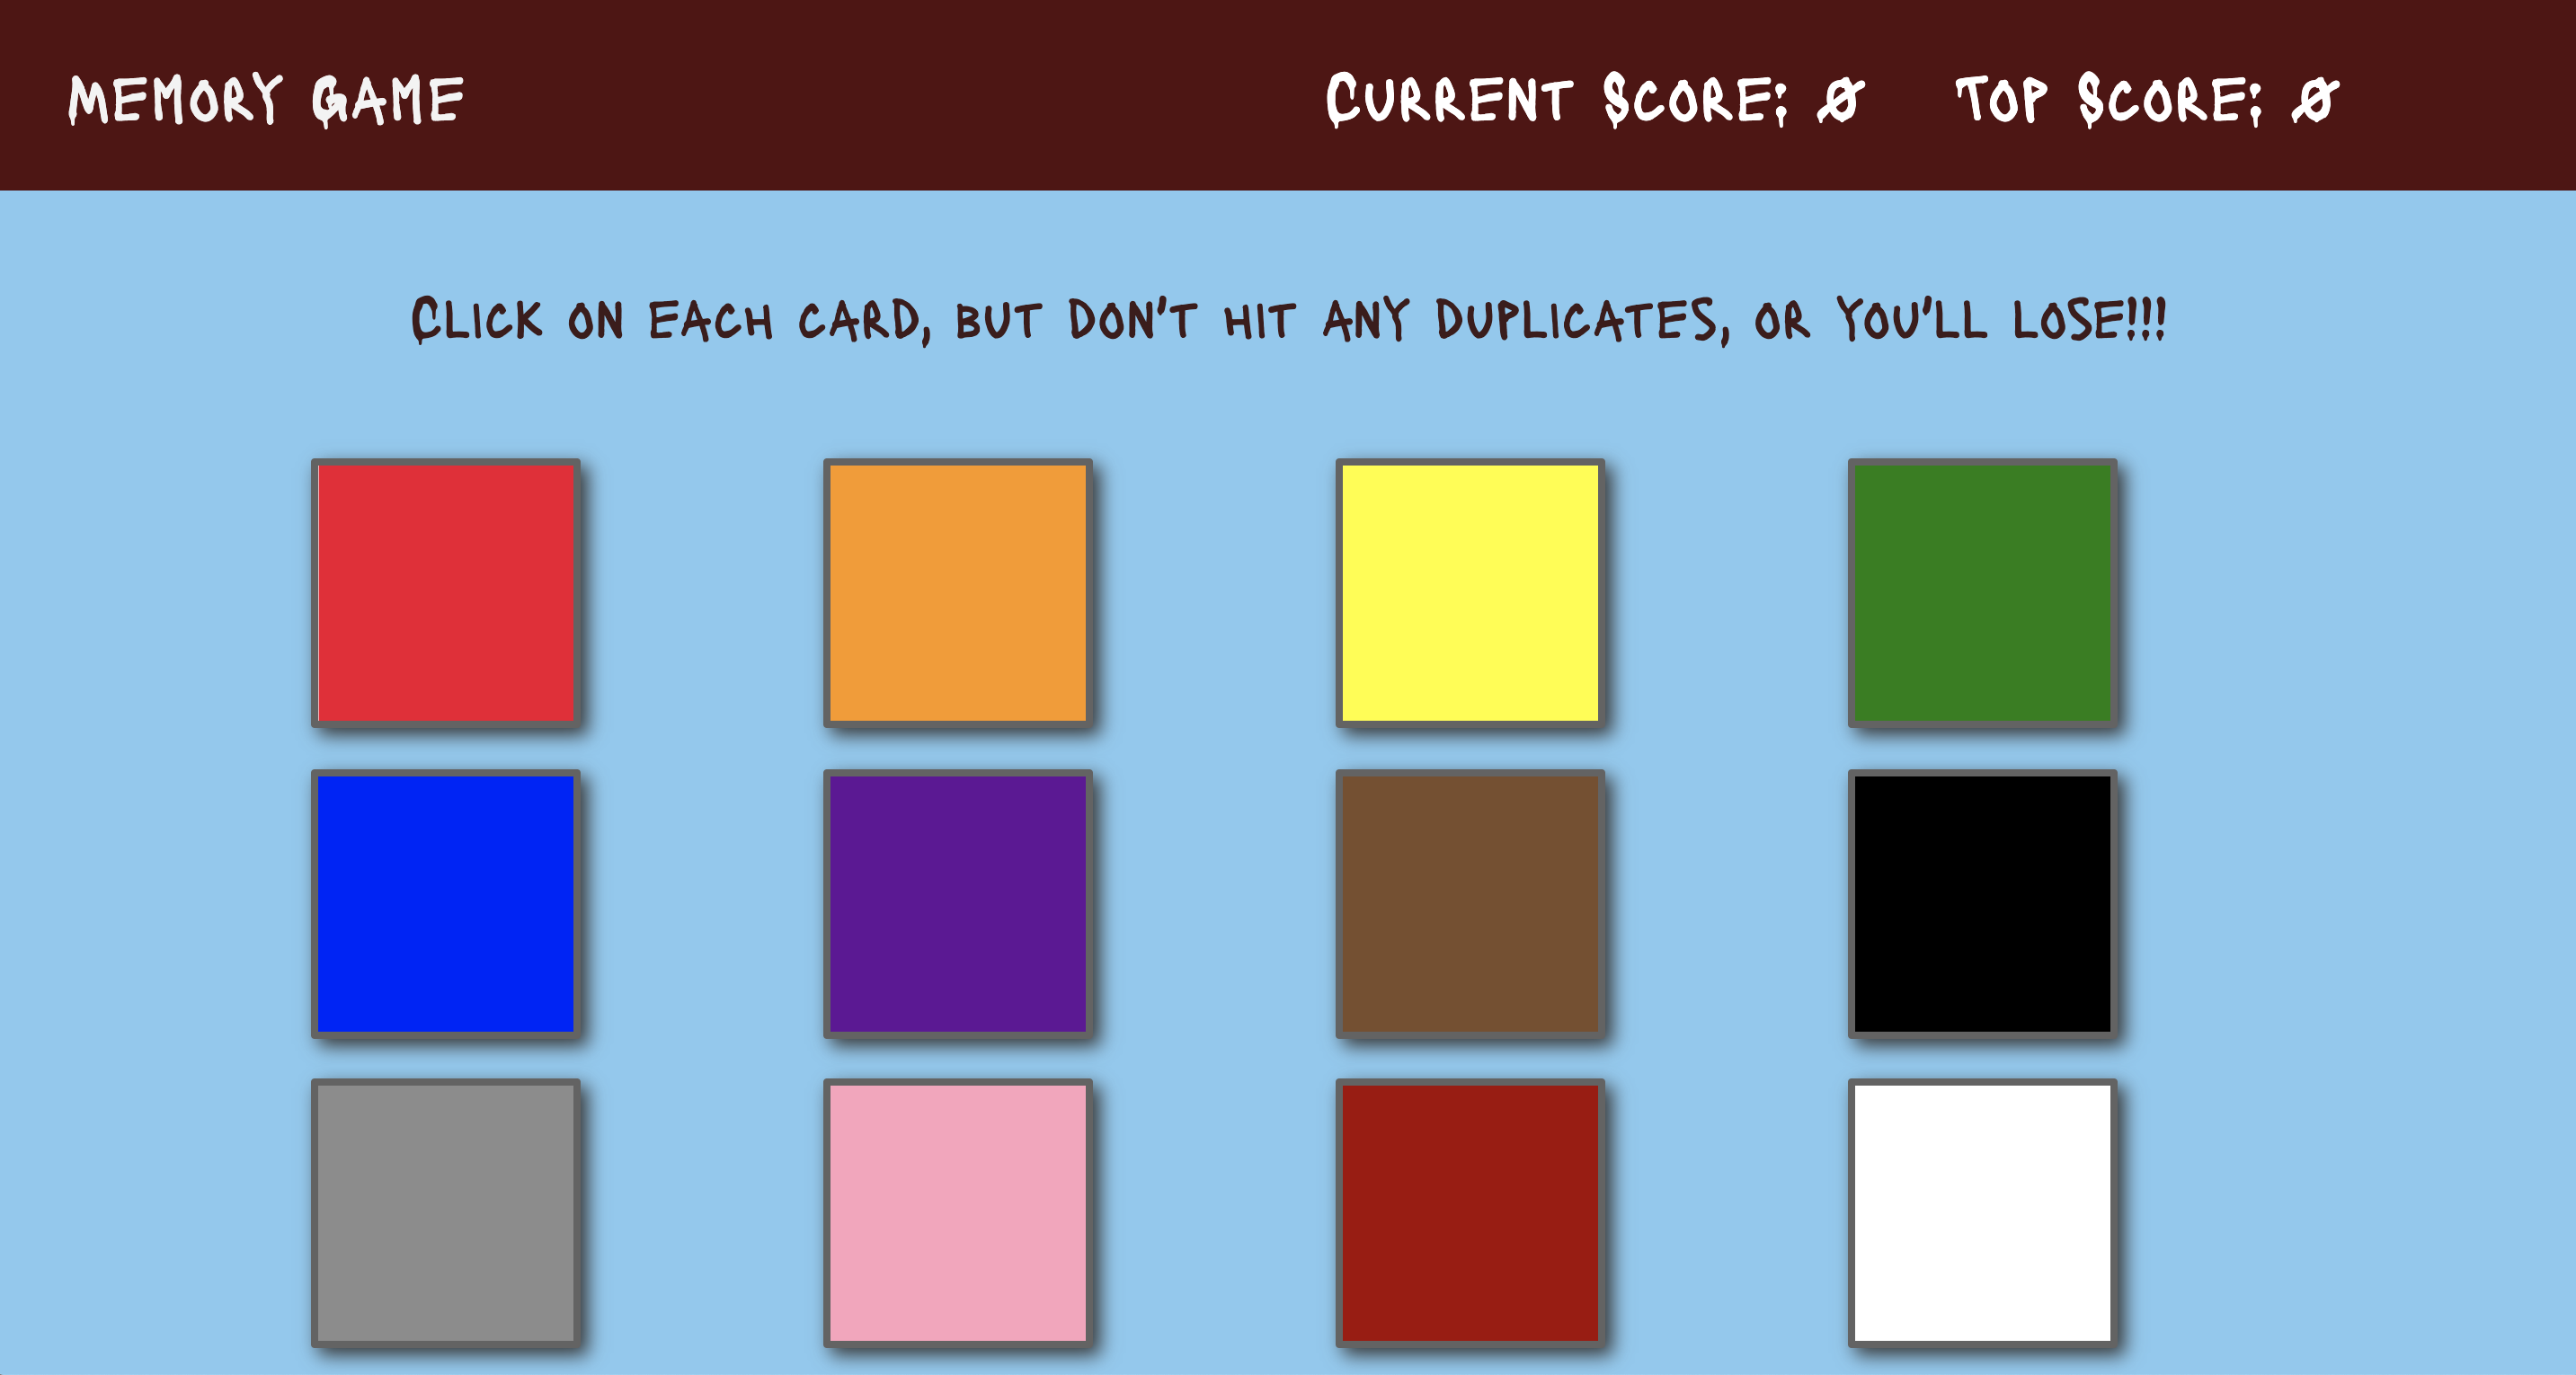 Memory Game
Current Score: 0 Top Score: 0
Click on each card, but don't hit any duplicates, or you'll lose!!!